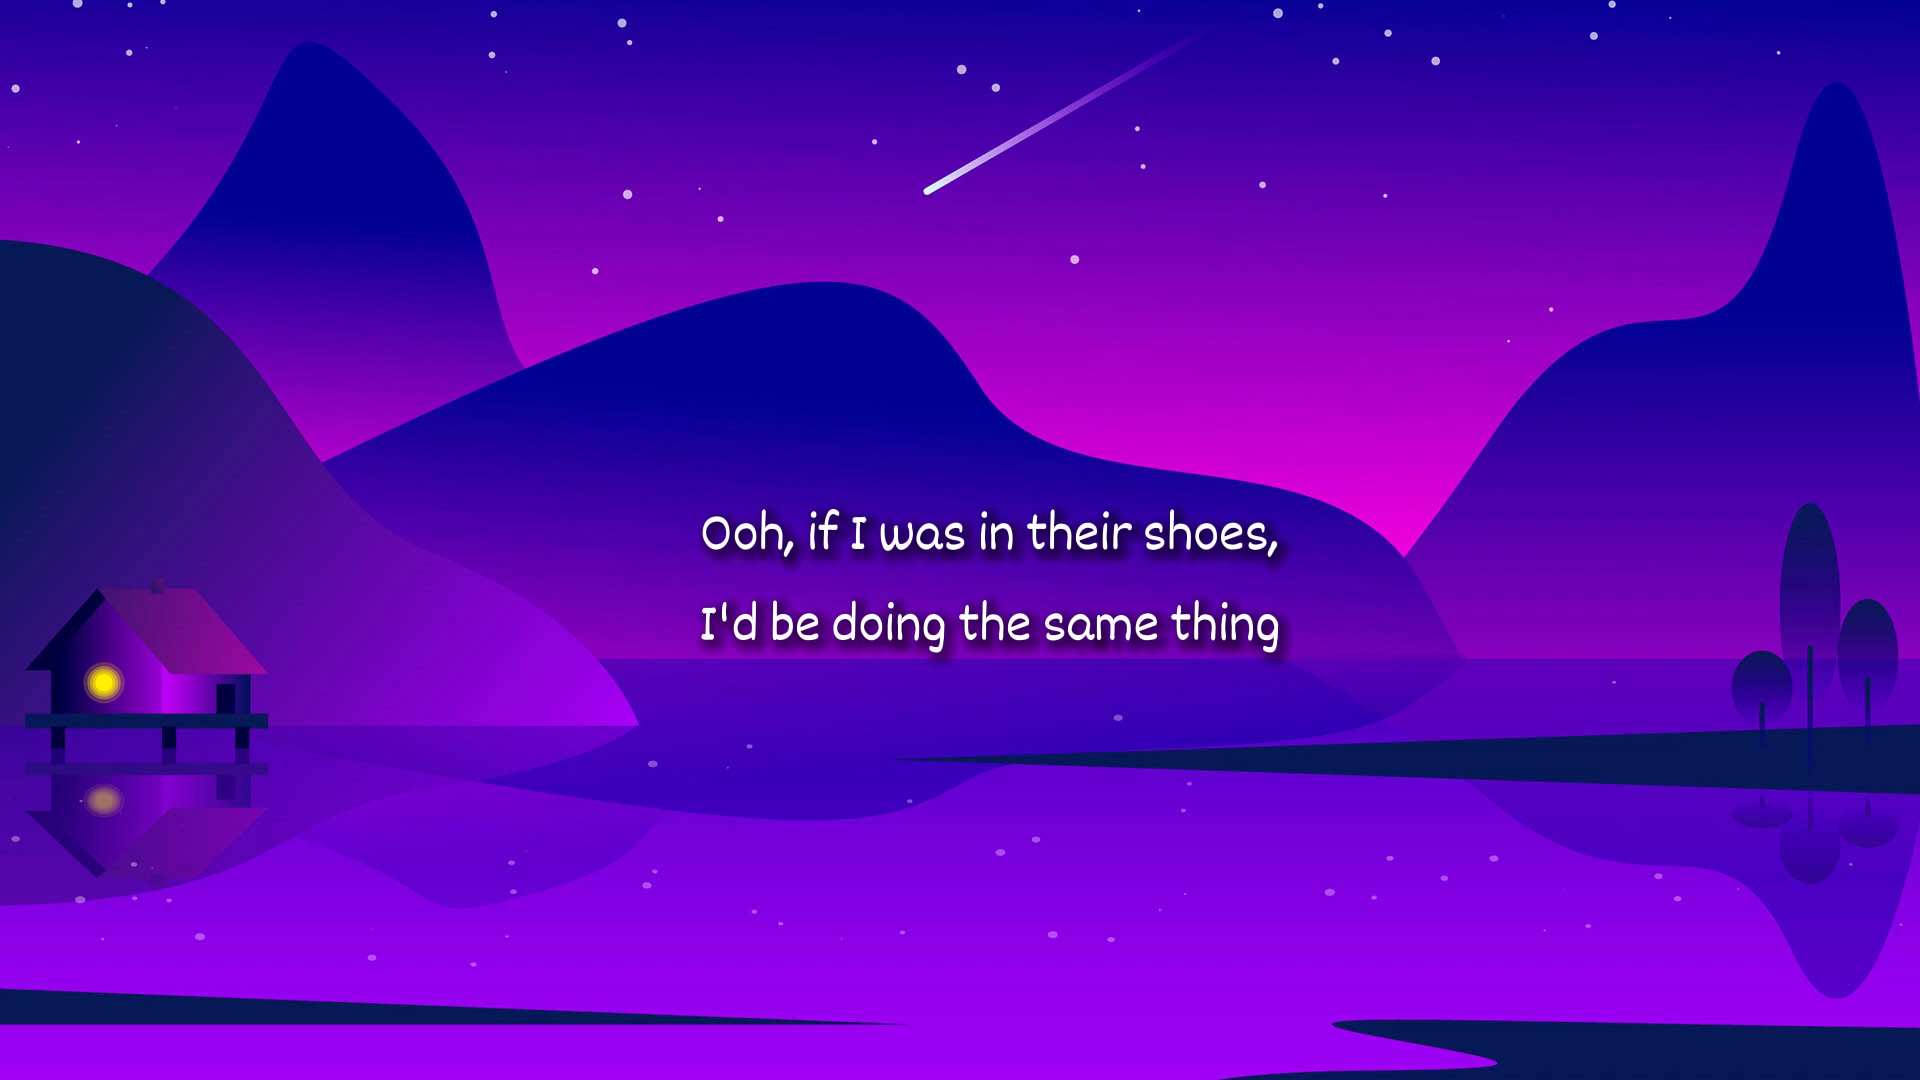 Ooh, if I was in their shoes,
I'd be doing the same thing